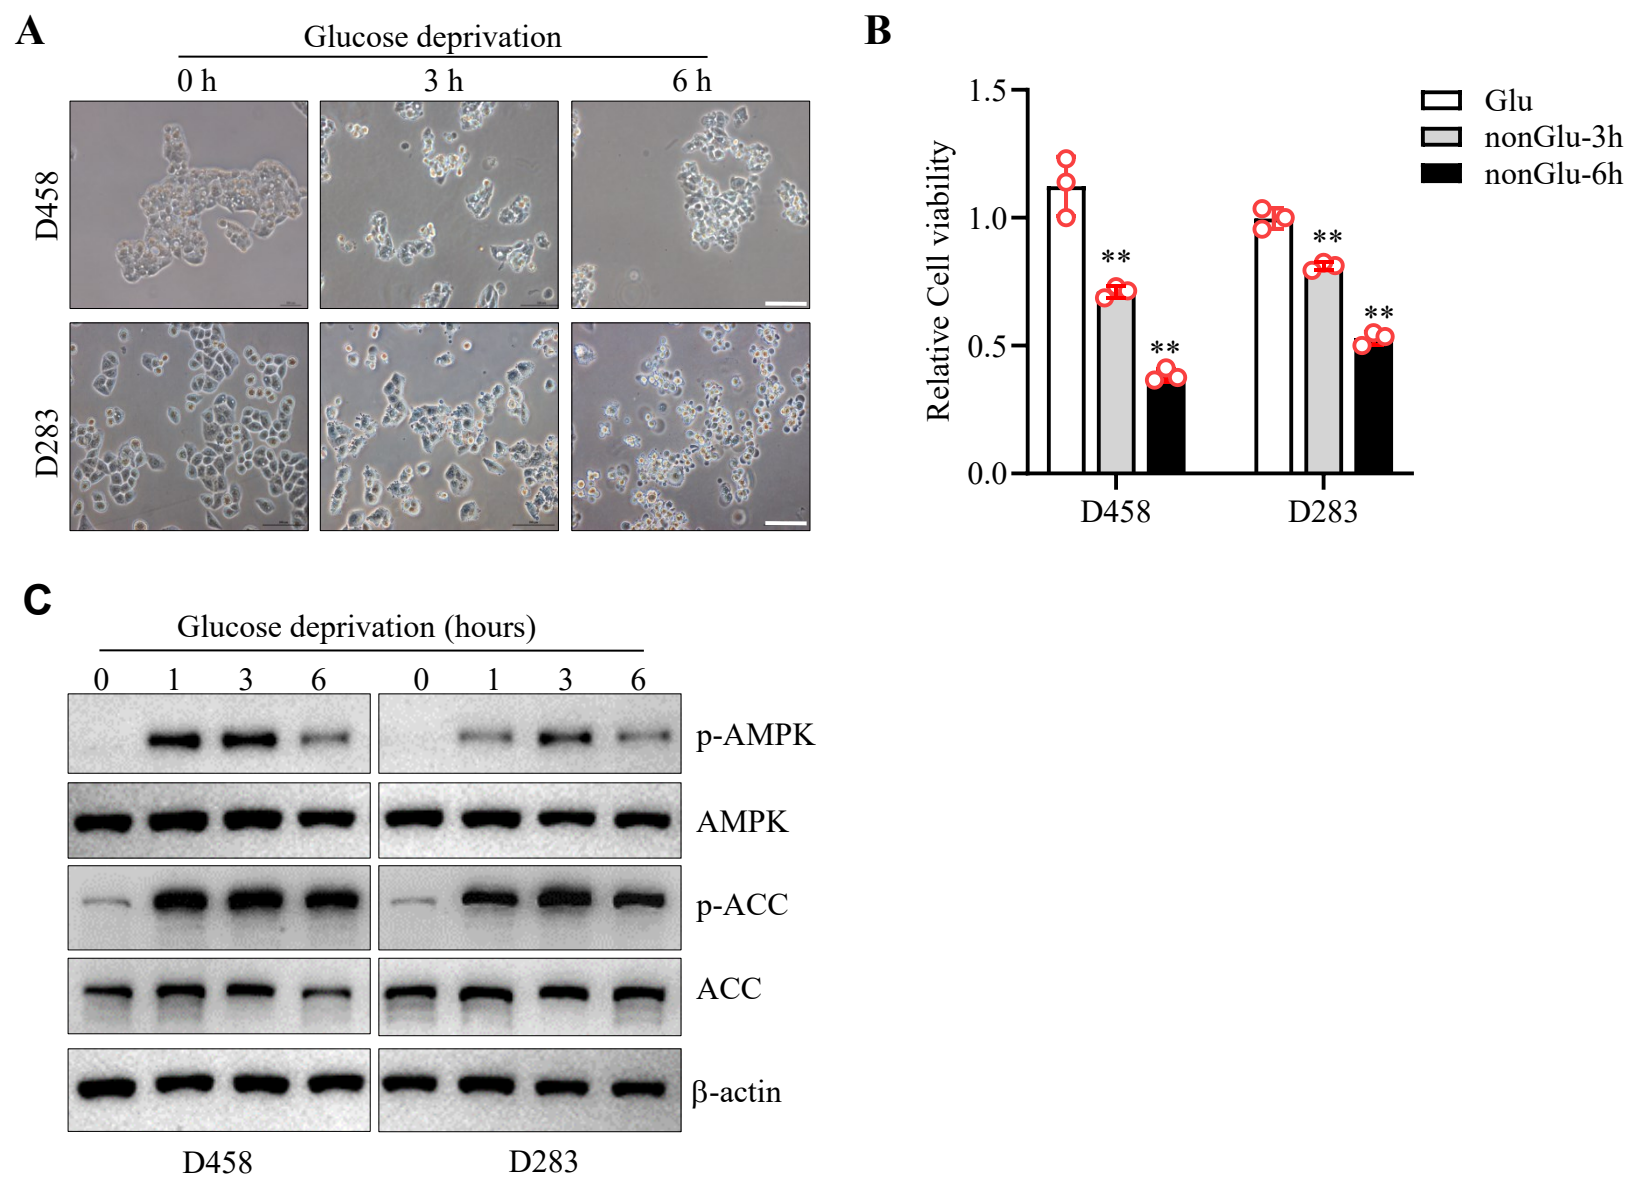 A
Glucose deprivation
0 h 3 h 6 h
D458
D283
B
Relative Cell viability
1.5
1.0
0.5
0.0
** ** ** **
D458 D283
Glu
nonGlu-3h
nonGlu-6h
C
Glucose deprivation (hours)
0 1 3 6 0 1 3 6
p-AMPK
AMPK
p-ACC
ACC
β-actin
D458 D283